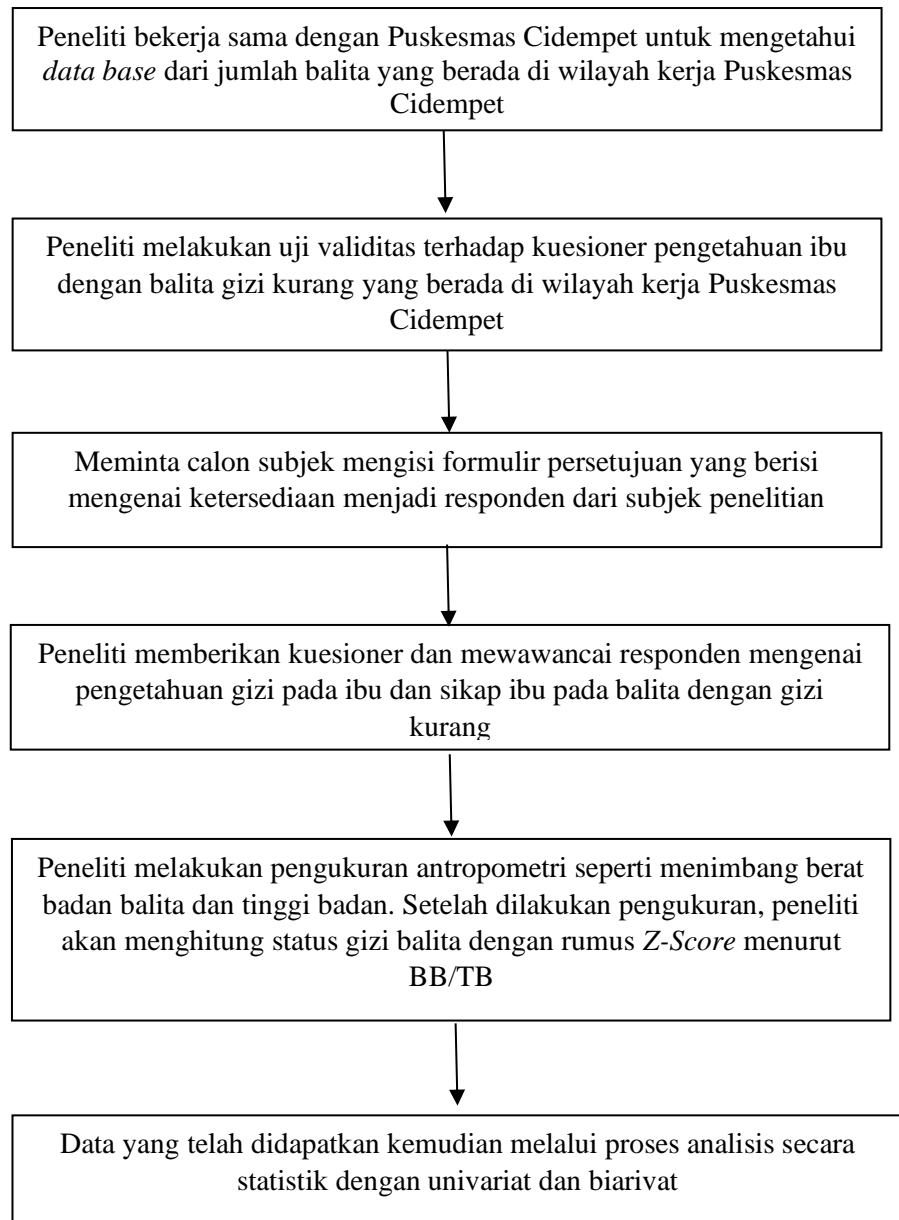 Peneliti bekerja sama dengan Puskesmas Cidempet untuk mengetahui
data base dari jumlah balita yang berada di wilayah kerja Puskesmas
Cidempet
Peneliti melakukan uji validitas terhadap kuesioner pengetahuan ibu
dengan balita gizi kurang yang berada di wilayah kerja Puskesmas
Cidempet
Meminta calon subjek mengisi formulir persetujuan yang berisi
mengenai ketersediaan menjadi responden dari subjek penelitian
Peneliti memberikan kuesioner dan mewawancai responden mengenai
pengetahuan gizi pada ibu dan sikap ibu pada balita dengan gizi
kurang
Peneliti melakukan pengukuran antropometri seperti menimbang berat
badan balita dan tinggi badan. Setelah dilakukan pengukuran, peneliti
akan menghitung status gizi balita dengan rumus Z-Score menurut
BB/TB
Data yang telah didapatkan kemudian melalui proses analisis secara
statistik dengan univariat dan biarivat